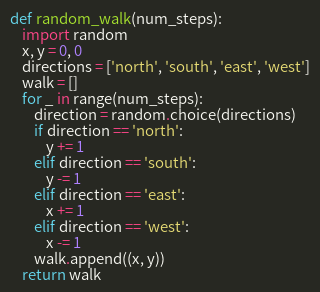 def random_walk(num_steps):
    import random
    x, y = 0, 0
    directions = ['north', 'south', 'east', 'west']
    walk = []
    for _ in range(num_steps):
        direction = random.choice(directions)
        if direction == 'north':
            y += 1
        elif direction == 'south':
            y -= 1
        elif direction == 'east':
            x += 1
        elif direction == 'west':
            x -= 1
        walk.append((x, y))
    return walk